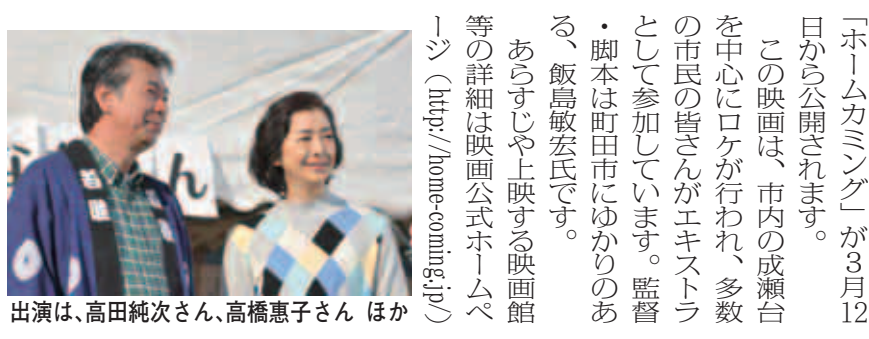 「ホームカミング」が3月12
日から公開されます。
この映画は、市内の成瀬台
を中心にロケが行われ、多数
の市民の皆さんがエキストラ
として参加しています。監督
・脚本は町田市にゆかりのあ
る、飯島敏宏氏です。
あらすじや上映する映画館
等の詳細は映画公式ホームペ
ージ(http://home-coming.jp/)
ん
出演は、高田純次さん、高橋惠子さん ほか